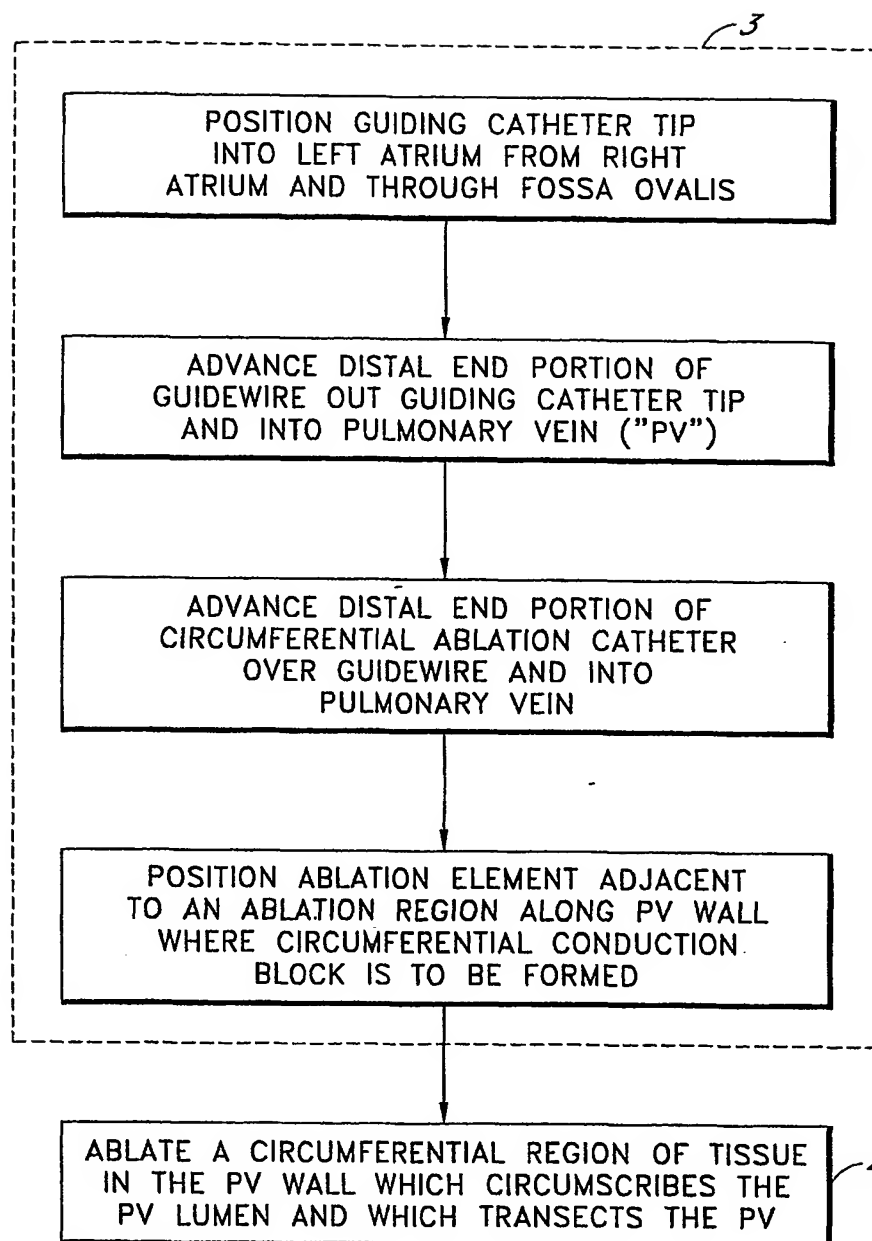 3
POSITION GUIDING CATHETER TIP
INTO LEFT ATRIUM FROM RIGHT
ATRIUM AND THROUGH FOSSA OVALIS
ADVANCE DISTAL END PORTION OF
GUIDEWIRE OUT GUIDING CATHETER TIP
AND INTO PULMONARY VEIN ("PV")
ADVANCE DISTAL END PORTION OF
CIRCUMFERENTIAL ABLATION CATHETER
OVER GUIDEWIRE AND INTO
PULMONARY VEIN
POSITION ABLATION ELEMENT ADJACENT
TO AN ABLATION REGION ALONG PV WALL
WHERE CIRCUMFERENTIAL CONDUCTION
BLOCK IS TO BE FORMED
ABLATE A CIRCUMFERENTIAL REGION OF TISSUE
IN THE PV WALL WHICH CIRCUMSCRIBES THE
PV LUMEN AND WHICH TRANSECTS THE PV